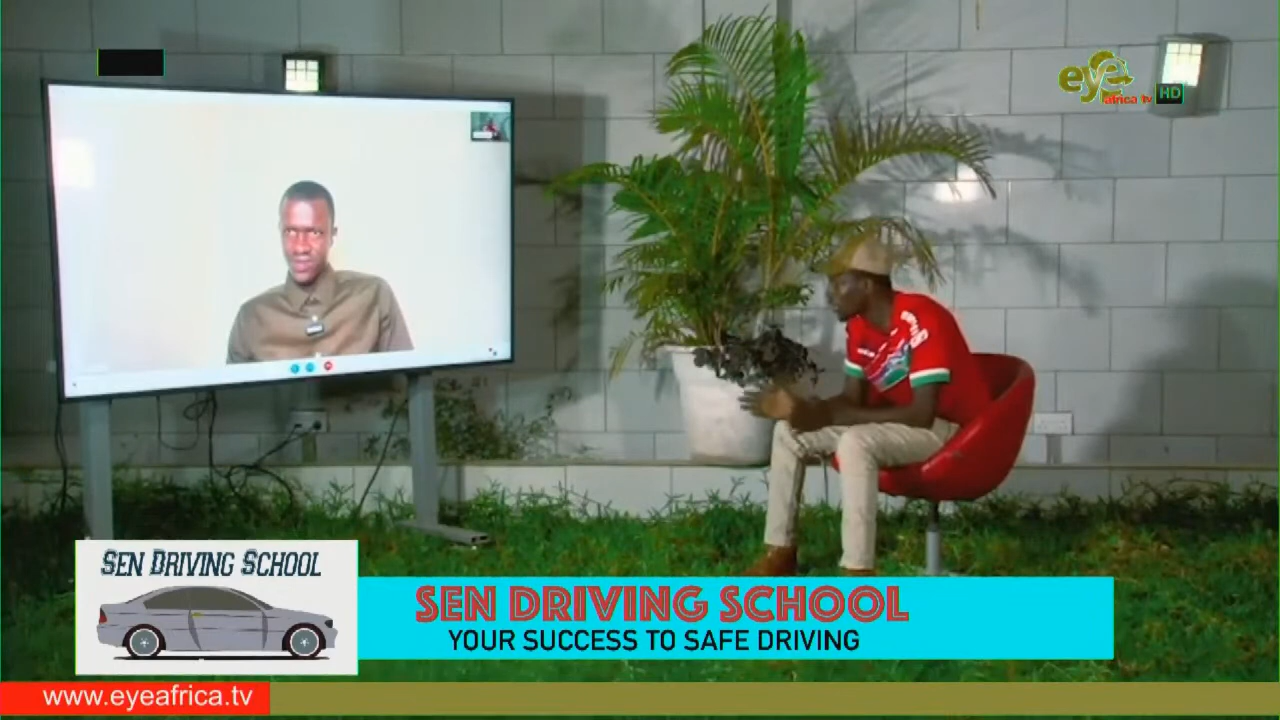 eye
africa tv HD
SEN DRIVING SCHOOL
SEN DRIVING SCHOOL
YOUR SUCCESS TO SAFE DRIVING
www.eyeafrica.tv